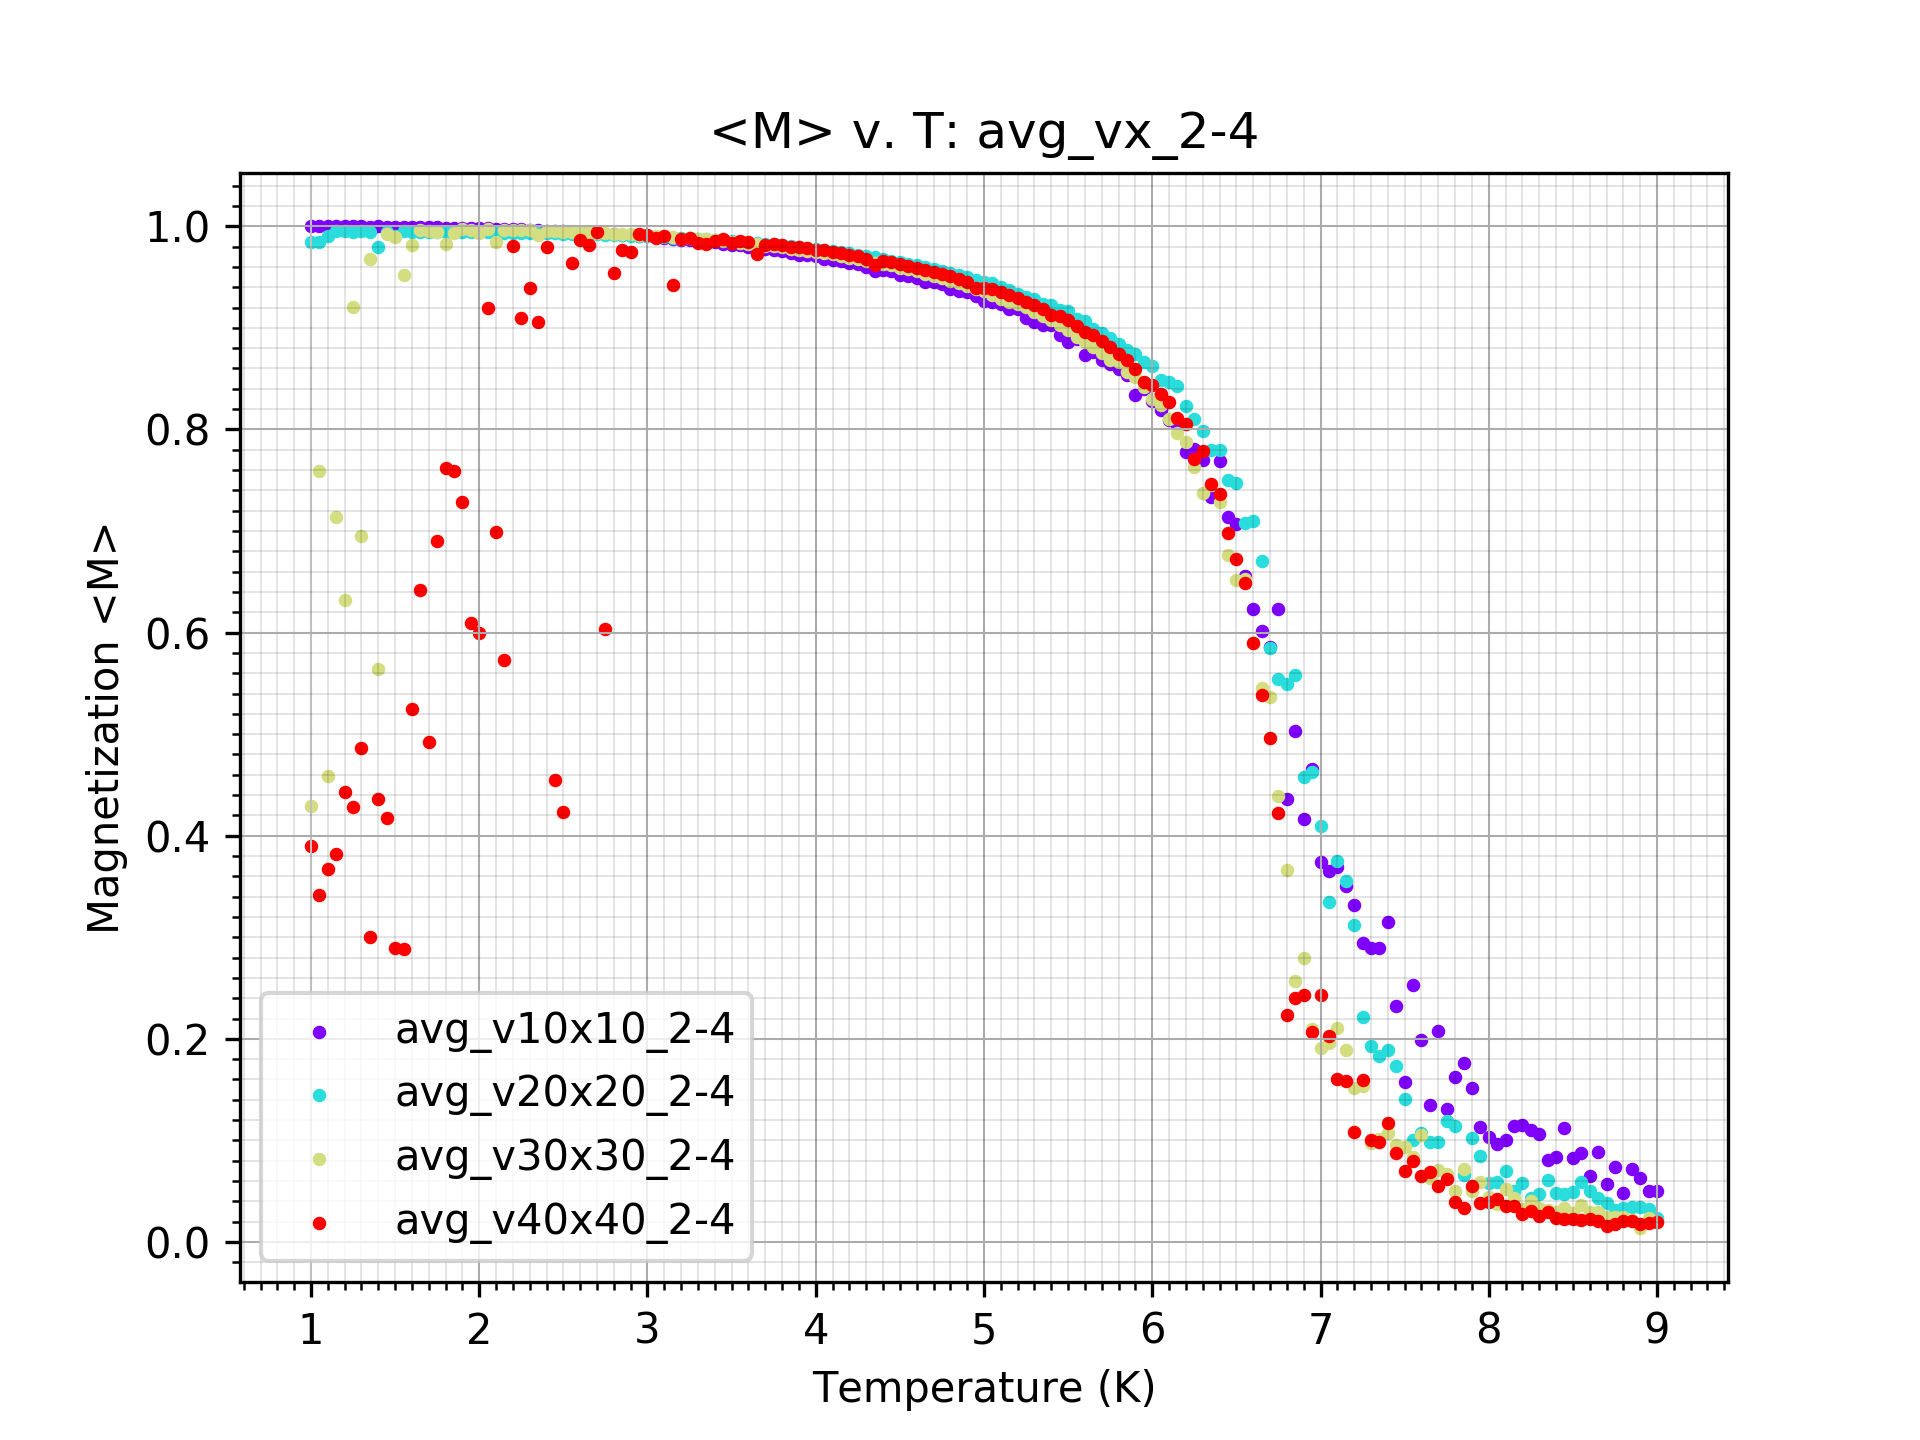 <M> v. T: avg_vx_2-4
Magnetization <M>
1.0
0.8
0.6
0.4
0.2
0.0
avg_v10x10_2-4
avg_v20x20_2-4
avg_v30x30_2-4
avg_v40x40_2-4
1 2 3 4 5 6 7 8 9
Temperature (K)